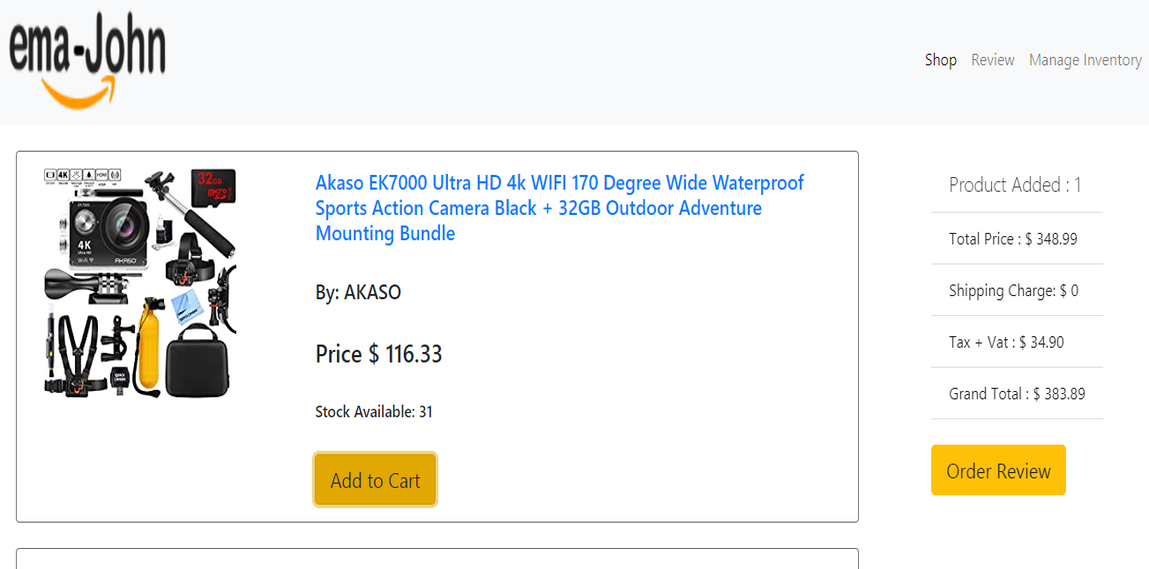 ema-John
Shop Review Manage Inventory
4K
32GB
micro
EK7000
4K
AKASO
Akaso EK7000 Ultra HD 4k WIFI 170 Degree Wide Waterproof
Sports Action Camera Black + 32GB Outdoor Adventure
Mounting Bundle
By: AKASO
Price $ 116.33
Stock Available: 31
Add to Cart
Product Added : 1
Total Price : $ 348.99
Shipping Charge: $ 0
Tax + Vat : $ 34.90
Grand Total : $ 383.89
Order Review